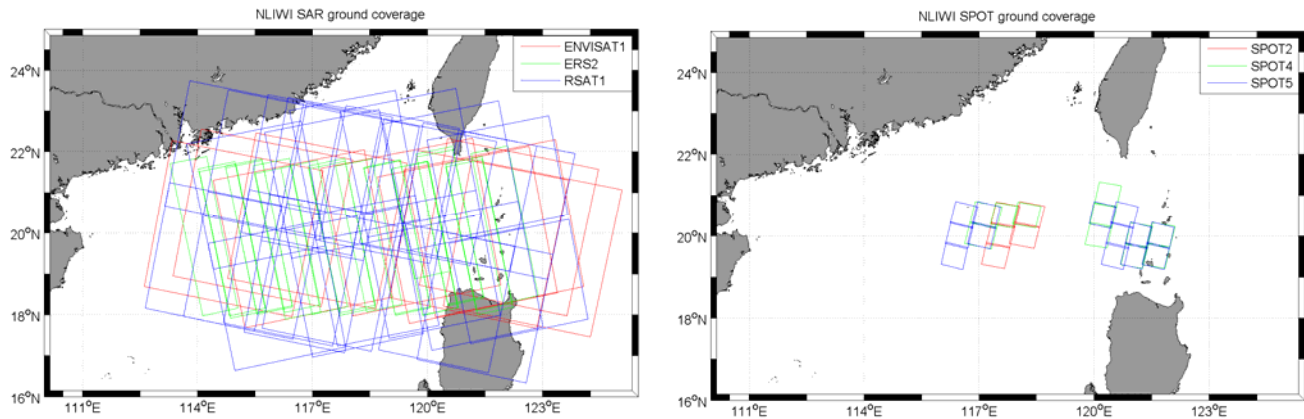 NLIWI SAR ground coverage
ENVISAT1
ERS2
RSAT1
24°N
22°N
20°N
18°N
16°N
111°E
114°E
117°E
120°E
123°E
NLIWI SPOT ground coverage
SPOT2
SPOT4
SPOT5
24°N
22°N
20°N
18°N
16°N
111°E
114°E
117°E
120°E
123°E